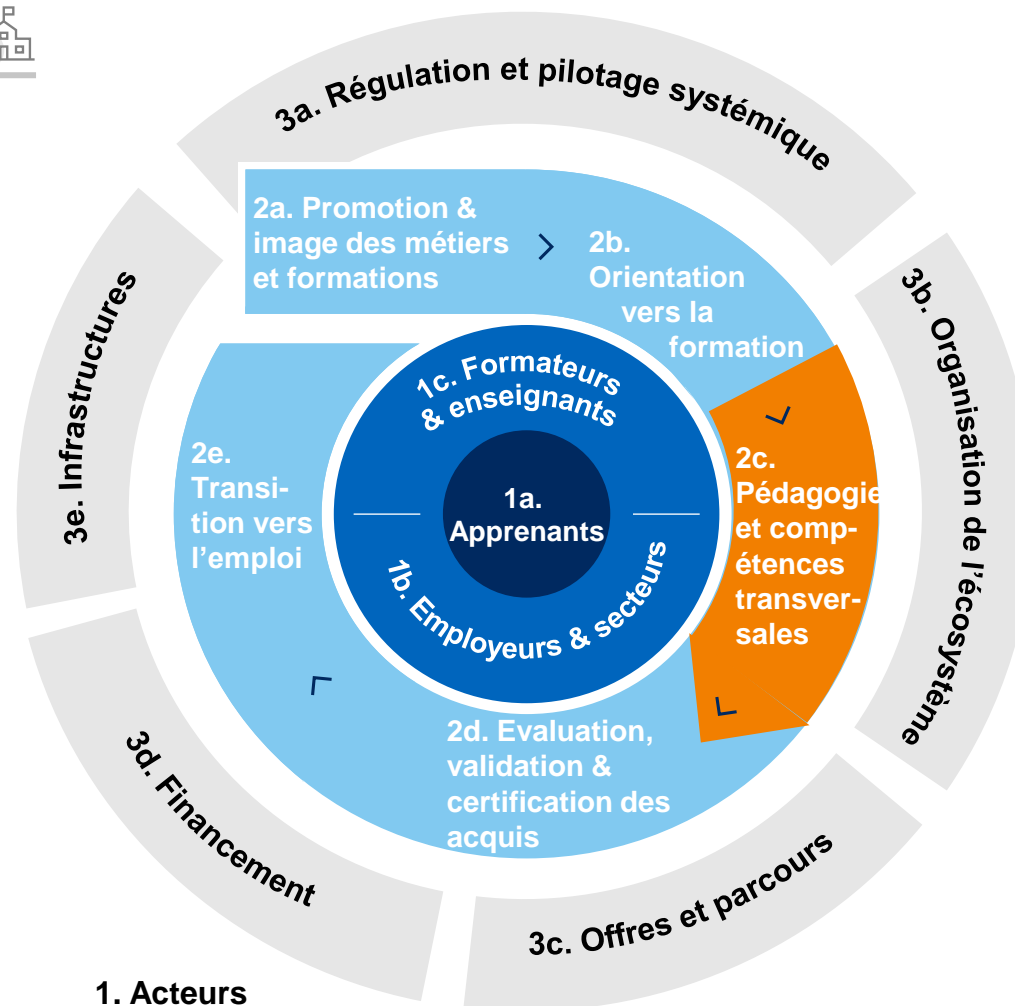 3a. Régulation et pilotage systémique
2a. Promotion &
image des métiers
et formations
2b.
Orientation
vers la
formation
3b. Organisation de l'écosystème
3e. Infrastructures
1c. Formateurs
& enseignants
2e.
Transi-
tion vers
l’emploi
1a.
Apprenants
2c.
Pédagogie
et comp-
étences
transver-
sales
1b. Employeurs & secteurs
2d. Evaluation,
validation &
certification des
acquis
3d. Financement
3c. Offres et parcours
1. Acteurs